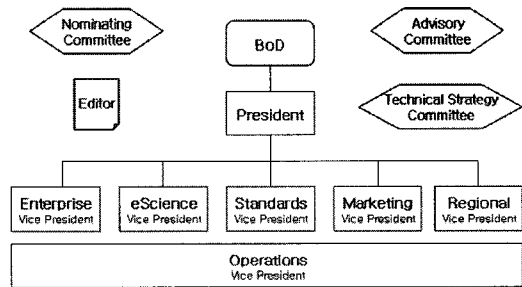 Nominating
Committee
BoD
Advisory
Committee
Editor
President
Technical Strategy
Committee
Enterprise
Vice President
eScience
Vice President
Standards
Vice President
Marketing
Vice President
Regional
Vice President
Operations
Vice President